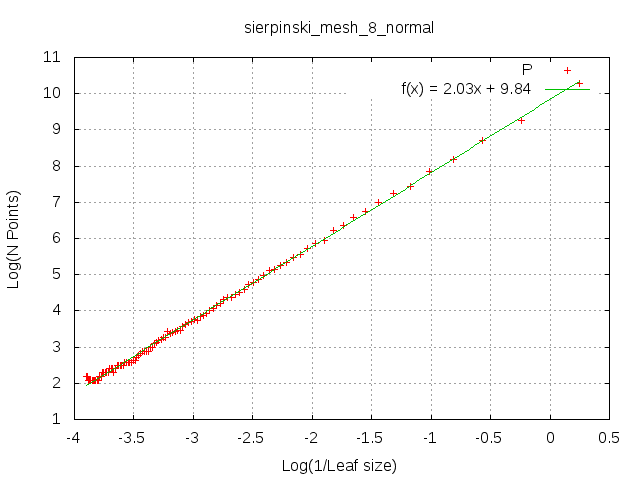 sierpinski_mesh_8_normal
11
10
9
8
7
6
5
4
3
2
1
Log(N Points)
P
f(x) = 2.03x + 9.84
-4 -3.5 -3 -2.5 -2 -1.5 -1 -0.5 0 0.5
Log(1/Leaf size)